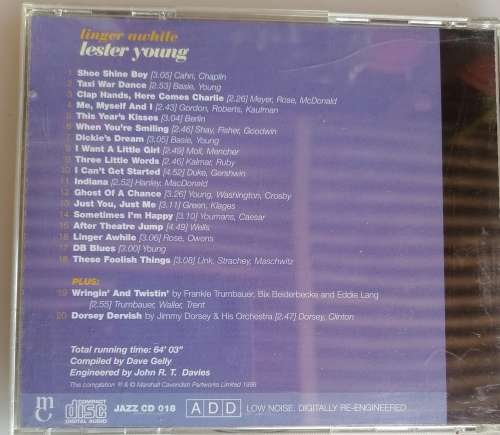 linger awhile
lester young
1 Shoe Shine Boy [3.05] Cahn, Chaplin
2 Taxi War Dance [2.53] Basie, Young
3 Clap Hands, Here Comes Charlie [2.26] Meyer, Rose, McDonald
4 Me, Myself And I [2.43] Gordon, Roberts, Kaufman
5 This Year's Kisses [3.04] Berlin
6 When You're Smiling [2.46] Shay, Fisher, Goodwin
7 Dickie's Dream [3.05] Basie, Young
8 I Want A Little Girl [2.49] Moll, Mencher
9 Three Little Words [2.46] Kalmar, Ruby
10 I Can't Get Started [4.52] Duke, Gershwin
11 Indiana [2.52] Hanley, MacDonald
12 Ghost Of A Chance [3.26] Young, Washington, Crosby
13 Just You, Just Me [3.11] Green, Klages
14 Sometimes I'm Happy [3.10] Youmans, Caesar
15 After Theatre Jump [4.49] Wells
16 Linger Awhile [3.06] Rose, Owens
17 DB Blues [3.00] Young
18 These Foolish Things [3.08] Link, Strachey, Maschwitz
PLUS:
19 Wringin' And Twistin' by Frankie Trumbauer, Bix Beiderbecke and Eddie Lang
[2.55] Trumbauer, Waller, Trent
20 Dorsey Dervish by Jimmy Dorsey & His Orchestra [2.47] Dorsey, Clinton
Total running time: 64' 03"
Compiled by Dave Gelly
Engineered by John R. T. Davies
This compilation ℗ & © Marshall Cavendish Partworks Limited
mc
COMPACT
disc
DIGITAL AUDIO
JAZZ CD 018
ADD
LOW NOISE. DIGITALLY RE-ENGINEERED